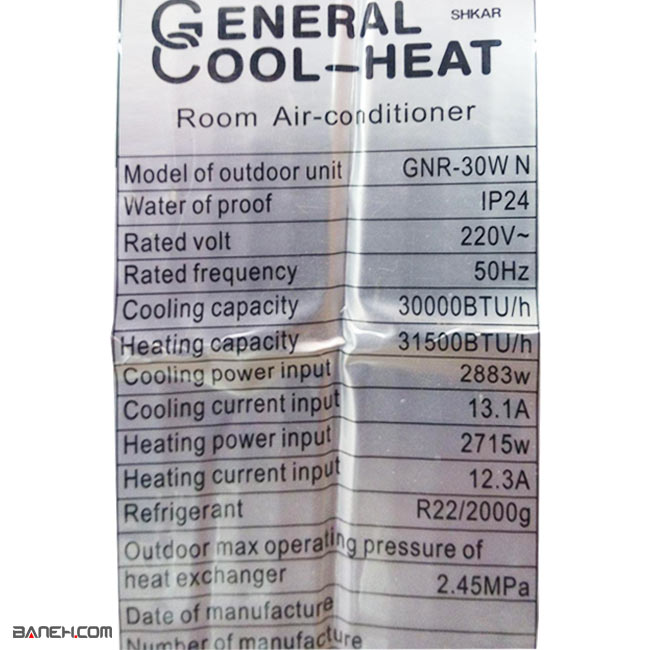 GENERAL SHKAR
COOL-HEAT
Room Air-conditioner
Model of outdoor unit GNR-30W N
Water of proof IP24
Rated volt 220V~
Rated frequency 50Hz
Cooling capacity 30000BTU/h
Heating capacity 31500BTU/h
Cooling power input 2883w
Cooling current input 13.1A
Heating power input 2715w
Heating current input 12.3A
Refrigerant R22/2000g
Outdoor max operating pressure of
heat exchanger 2.45MPa
Date of manufacture
Number of manufacture
BANEH.COM